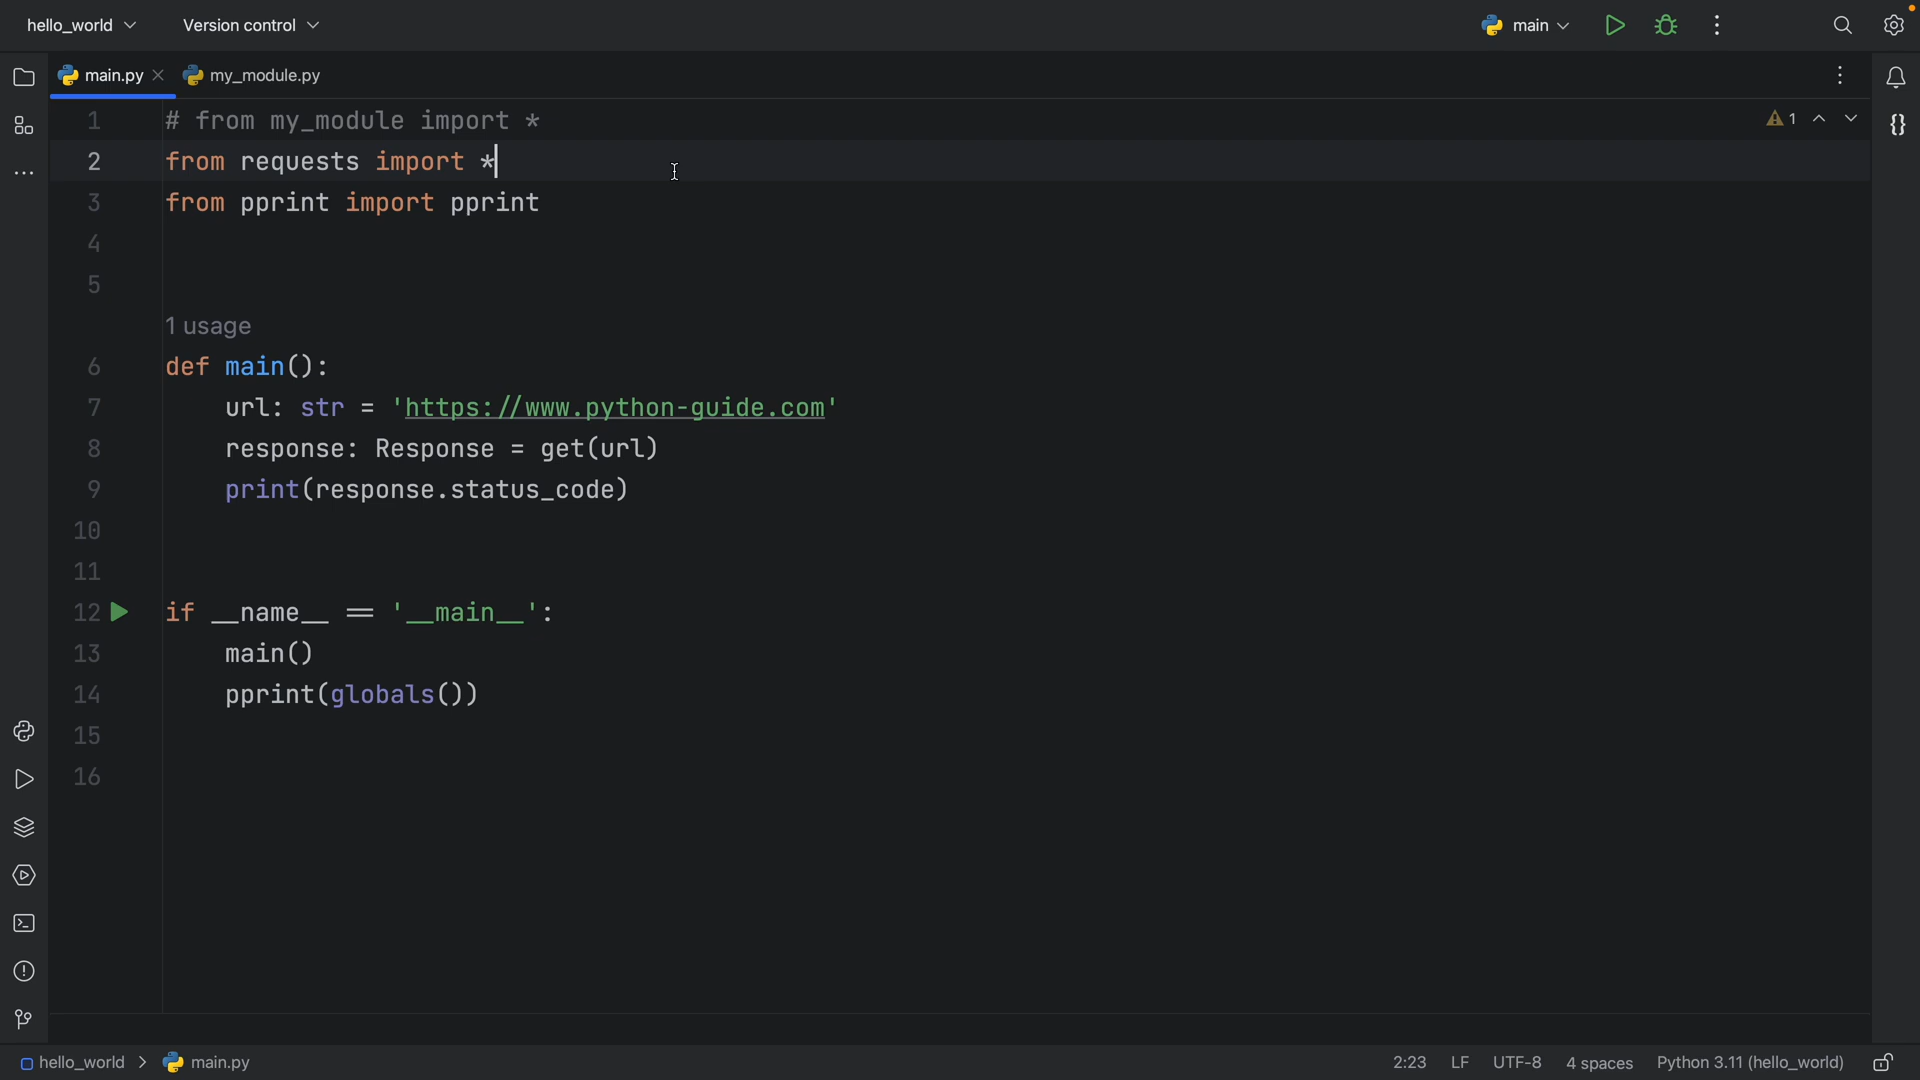 hello_world
Version control
main
main.py
my_module.py
1 # from my_module import *
1
2 from requests import *
3 from pprint import pprint
4
5
1 usage
6 def main():
7 url: str = 'https://www.python-guide.com'
8 response: Response = get(url)
9 print(response.status_code)
10
11
12 if __name__ == '__main__':
13 main()
14 pprint(globals())
15
16
hello_world > main.py
2:23 LF UTF-8 4 spaces Python 3.11 (hello_world)